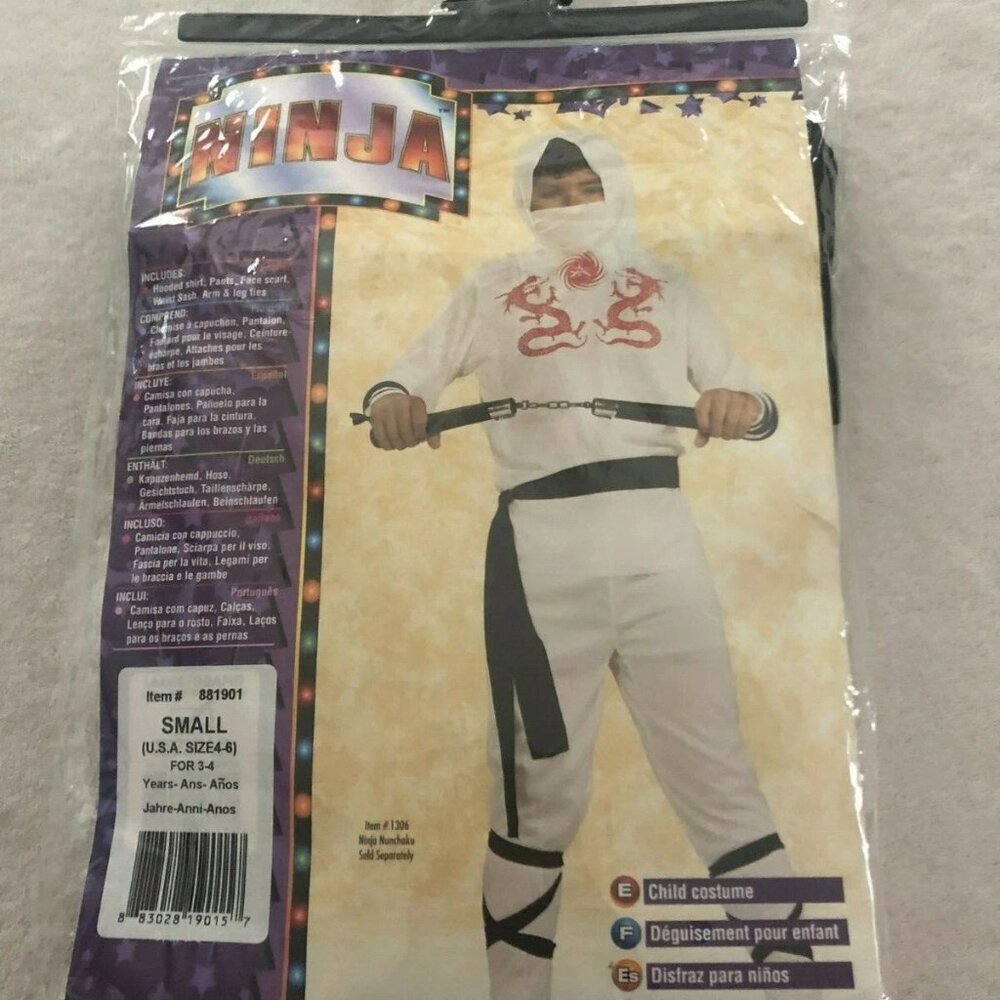 NINJA™
INCLUDES:
Hooded shirt, Pants, Face scarf,
Waist Sash, Arm & leg ties
COMPREND:
Chemise à capuchon, Pantalon,
Foulard pour le visage, Ceinture-
écharpe, Attaches pour les
bras et les jambes
Español
INCLUYE:
Camisa con capucha,
Pantalones, Pañuelo para la
cara, Faja para la cintura,
Bandas para los brazos y las
piernas
Deutsch
ENTHÄLT:
Kapuzenhemd, Hose,
Gesichtstuch, Taillenschärpe,
Ärmelschlaufen, Beinschlaufen
Italiano
INCLUSO:
Camicia con cappuccio,
Pantalone, Sciarpa per il viso,
Fascia per la vita, Legami per
le braccia e le gambe
Português
INCLUI:
Camisa com capuz, Calças,
Lenço para o rosto, Faixa, Laços
para os braços e as pernas
Item # 881901
SMALL
(U.S.A. SIZE4-6)
FOR 3-4
Years- Ans- Años
Jahre-Anni-Anos
8 83028 19015 7
Item # 1306
Ninja Nunchaku
Sold Separately
E Child costume
F Déguisement pour enfant
Es Disfraz para niños